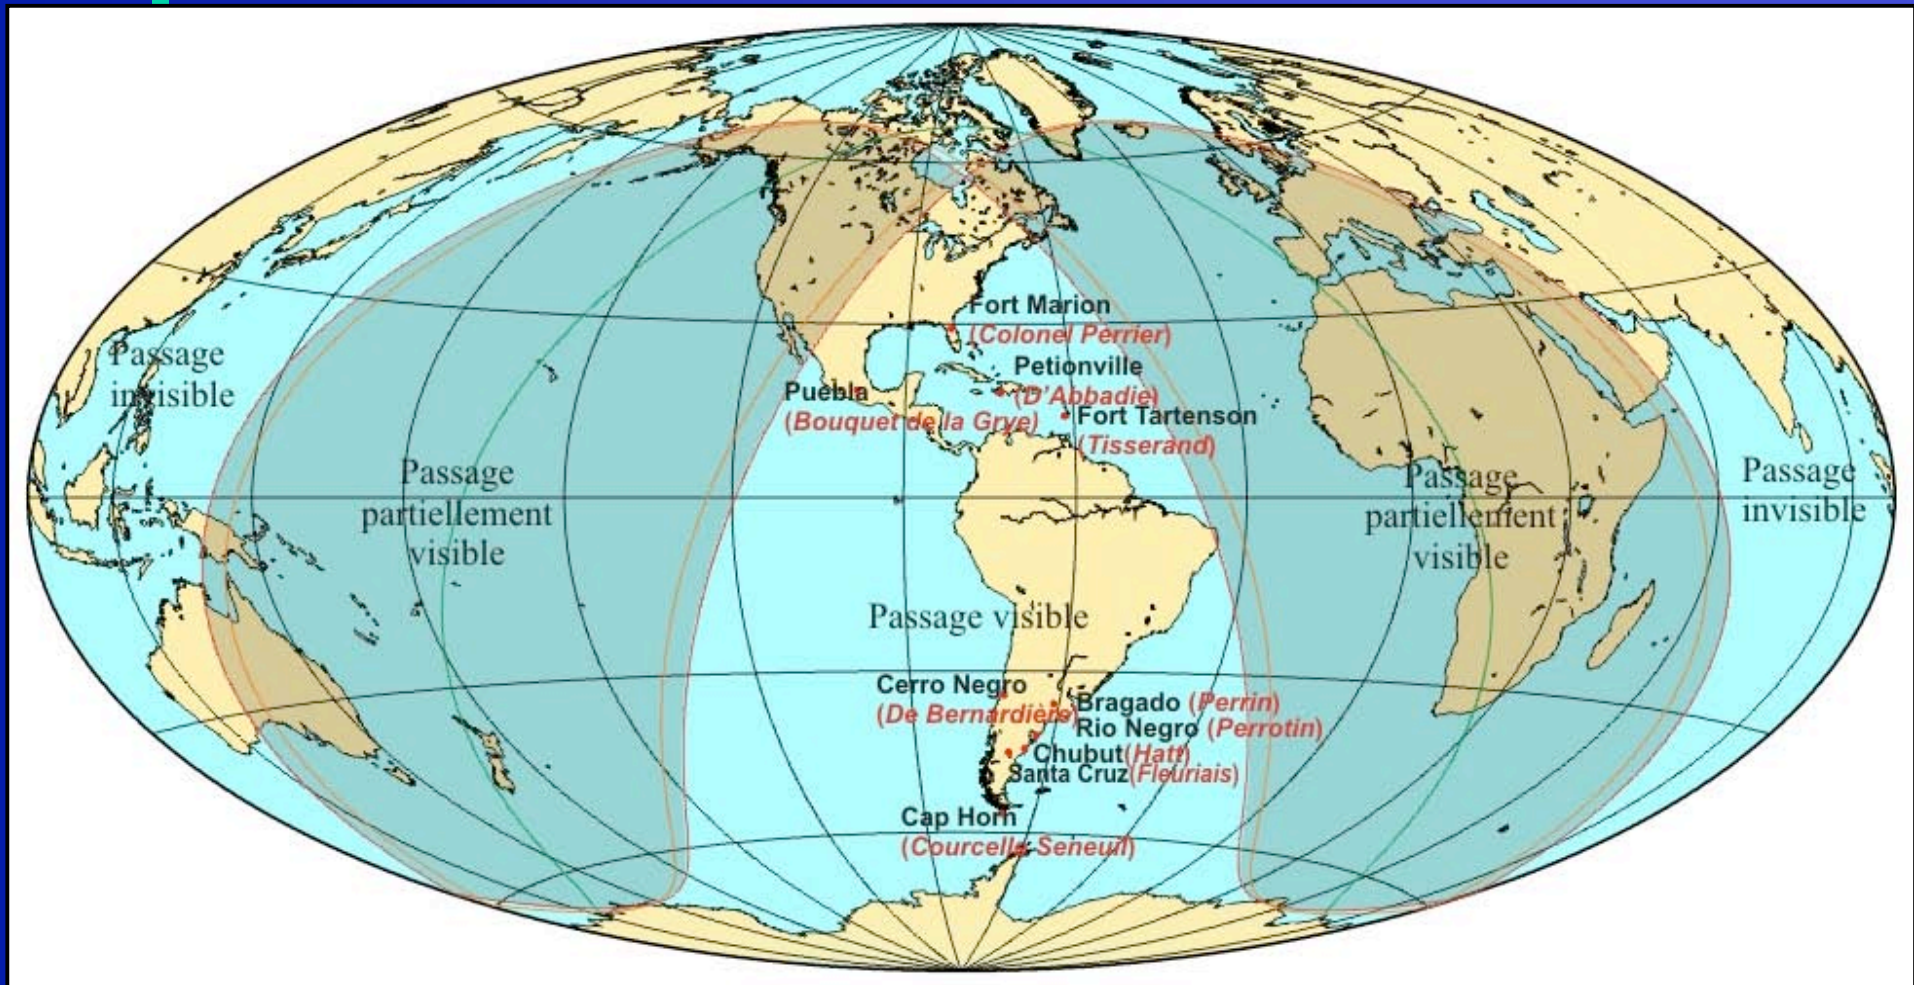 Fort Marion
(Colonel Perrier)
Passage
invisible
Petionville
(D'Abbadie)
Puebla
(Bouquet de la Grye)
Fort Tartenson
(Tisserand)
Passage
partiellement
visible
Passage
partiellement
visible
Passage
invisible
Passage visible
Cerro Negro
(De Bernardière)
Bragado (Perrin)
Rio Negro (Perrotin)
Chubut(Hatt)
Santa Cruz(Fleuriais)
Cap Horn
(Courcelle Seneuil)